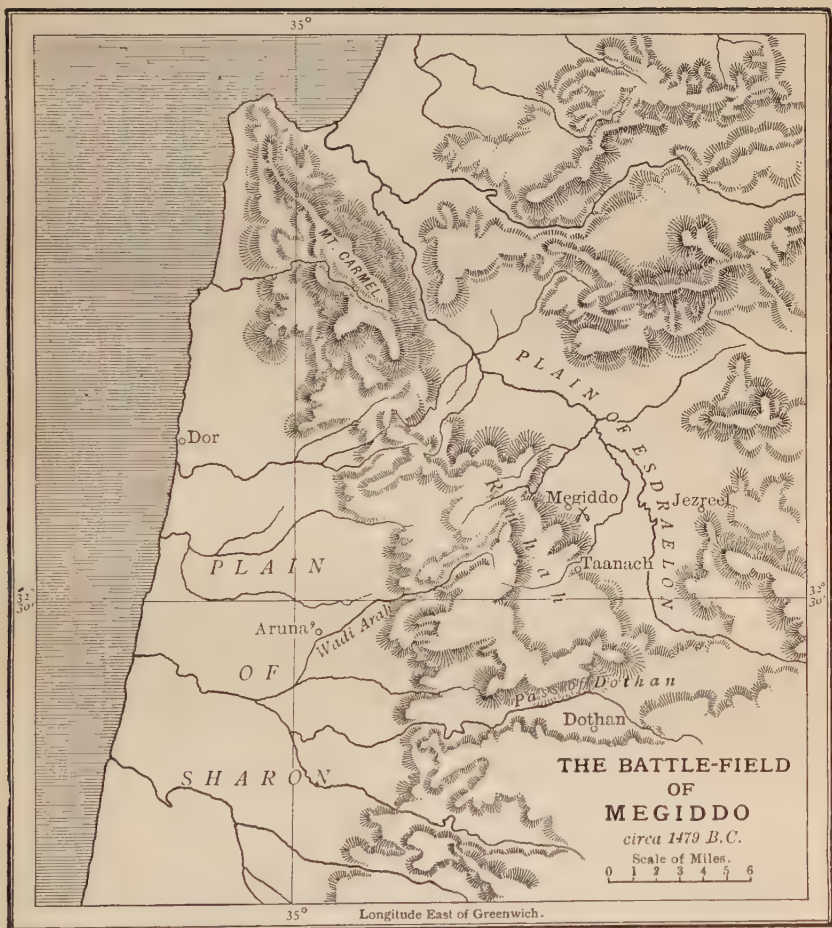 35°
MT. CARMEL
PLAIN OF ESDRAELON
Dor
Megiddo
Jezreel
Ruhah
Taanach
PLAIN
32°
30'
32°
30'
Aruna?
Wadi Arah
OF
Pass of Dothan
Dothan
SHARON
THE BATTLE-FIELD
OF
MEGIDDO
circa 1479 B.C.
Scale of Miles.
0 1 2 3 4 5 6
35°
Longitude East of Greenwich.